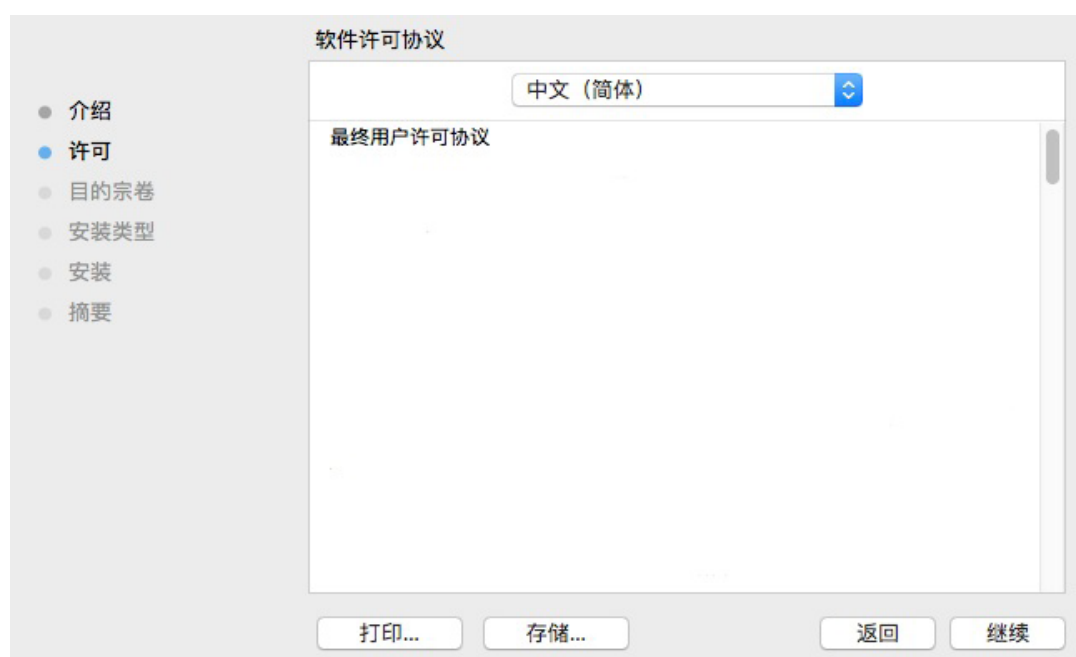 软件许可协议
中文（简体）
介绍
许可
目的宗卷
安装类型
安装
摘要
最终用户许可协议
打印...
存储...
返回
继续